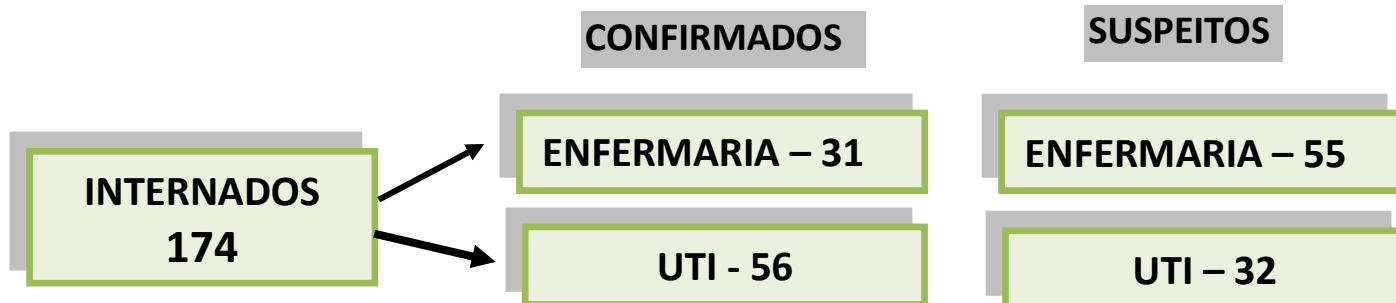 CONFIRMADOS
SUSPEITOS
INTERNADOS
174
ENFERMARIA – 31
ENFERMARIA – 55
UTI - 56
UTI – 32